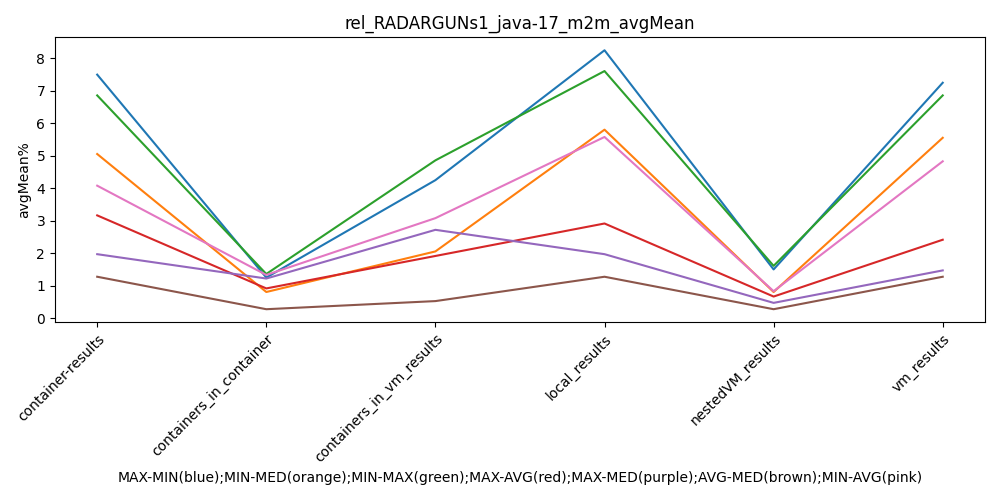 rel_RADARGUNs1_java-17_m2m_avgMean
avgMean%
8
7
6
5
4
3
2
1
0
container-results
containers_in_container
containers_in_vm_results
local_results
nestedVM_results
vm_results
MAX-MIN(blue);MIN-MED(orange);MIN-MAX(green);MAX-AVG(red);MAX-MED(purple);AVG-MED(brown);MIN-AVG(pink)